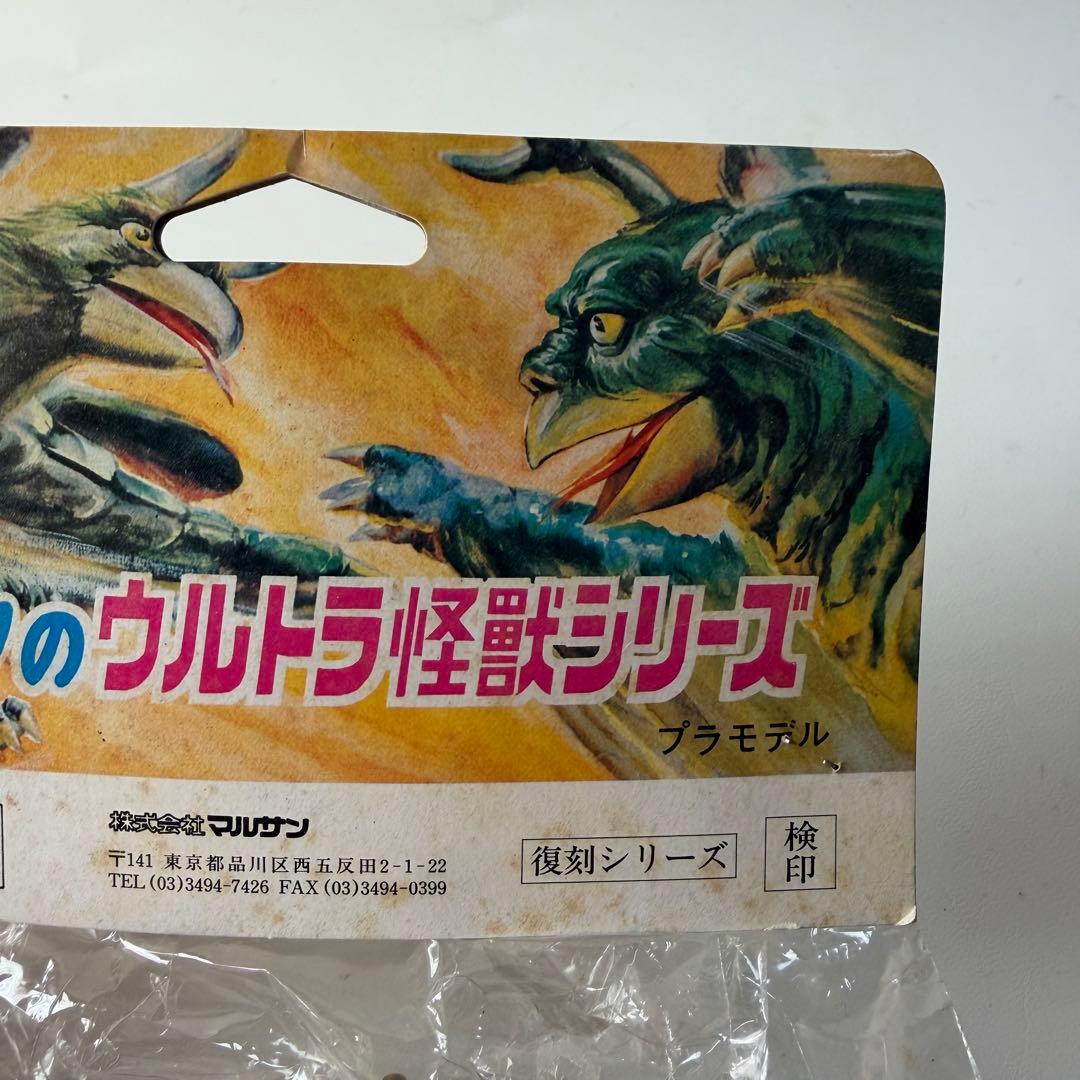 のウルトラ怪獣シリーズ
プラモデル
株式会社マルサン
〒141 東京都品川区西五反田2-1-22
TEL (03)3494-7426 FAX (03)3494-0399
復刻シリーズ
検印